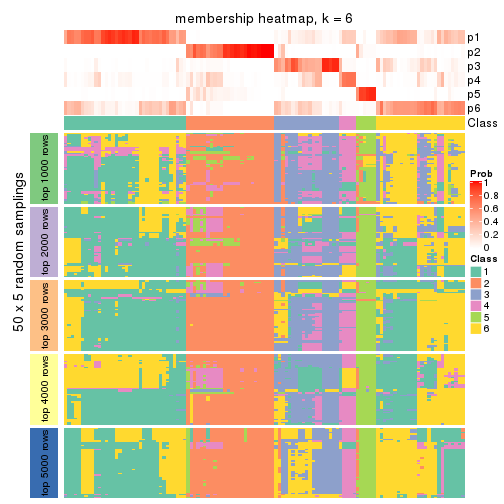 membership heatmap, k = 6
p1
p2
p3
p4
p5
p6
Class
50 x 5 random samplings
top 1000 rows
top 2000 rows
top 3000 rows
top 4000 rows
top 5000 rows
Prob
1
0.8
0.6
0.4
0.2
0
Class
1
2
3
4
5
6